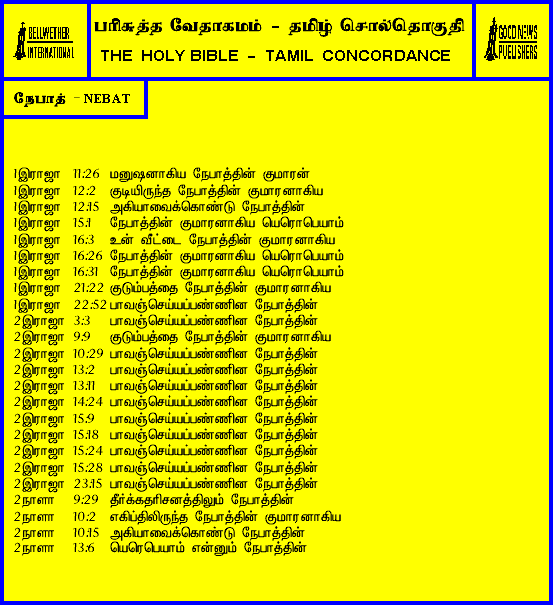 BELLWETHER
INTERNATIONAL
பரிசுத்த வேதாகமம் - தமிழ் சொல்தொகுதி
THE HOLY BIBLE - TAMIL CONCORDANCE
GOOD NEWS
PUBLISHERS
நேபாத் - NEBAT
1இராஜா 11:26 மனுஷனாகிய நேபாத்தின் குமாரன்
1இராஜா 12:2 குடியிருந்த நேபாத்தின் குமாரனாகிய
1இராஜா 12:15 அகியாவைக்கொண்டு நேபாத்தின்
1இராஜா 15:1 நேபாத்தின் குமாரனாகிய யெரொபெயாம்
1இராஜா 16:3 உன் வீட்டை நேபாத்தின் குமாரனாகிய
1இராஜா 16:26 நேபாத்தின் குமாரனாகிய யெரொபெயாம்
1இராஜா 16:31 நேபாத்தின் குமாரனாகிய யெரொபெயாம்
1இராஜா 21:22 குடும்பத்தை நேபாத்தின் குமாரனாகிய
1இராஜா 22:52 பாவஞ்செய்யப்பண்ணின நேபாத்தின்
2இராஜா 3:3 பாவஞ்செய்யப்பண்ணின நேபாத்தின்
2இராஜா 9:9 குடும்பத்தை நேபாத்தின் குமாரனாகிய
2இராஜா 10:29 பாவஞ்செய்யப்பண்ணின நேபாத்தின்
2இராஜா 13:2 பாவஞ்செய்யப்பண்ணின நேபாத்தின்
2இராஜா 13:11 பாவஞ்செய்யப்பண்ணின நேபாத்தின்
2இராஜா 14:24 பாவஞ்செய்யப்பண்ணின நேபாத்தின்
2இராஜா 15:9 பாவஞ்செய்யப்பண்ணின நேபாத்தின்
2இராஜா 15:18 பாவஞ்செய்யப்பண்ணின நேபாத்தின்
2இராஜா 15:24 பாவஞ்செய்யப்பண்ணின நேபாத்தின்
2இராஜா 15:28 பாவஞ்செய்யப்பண்ணின நேபாத்தின்
2இராஜா 23:15 பாவஞ்செய்யப்பண்ணின நேபாத்தின்
2நாளா 9:29 தீர்க்கதரிசனத்திலும் நேபாத்தின்
2நாளா 10:2 எகிப்திலிருந்த நேபாத்தின் குமாரனாகிய
2நாளா 10:15 அகியாவைக்கொண்டு நேபாத்தின்
2நாளா 13:6 யெரெபெயாம் என்னும் நேபாத்தின்